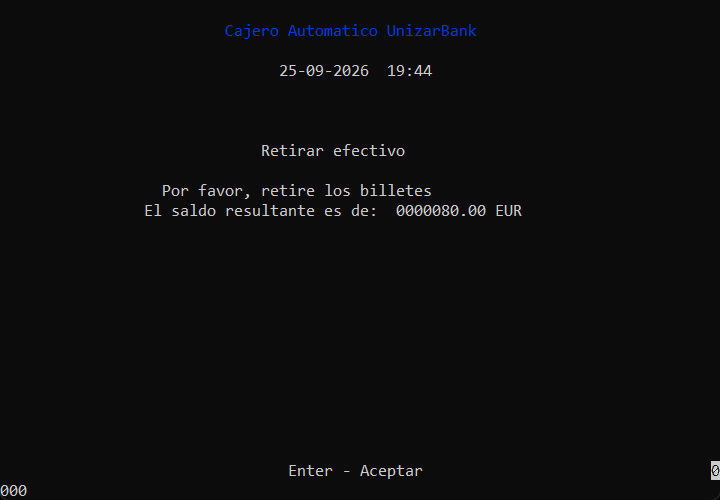 Cajero Automatico UnizarBank
25-09-2026  19:44
Retirar efectivo
Por favor, retire los billetes
El saldo resultante es de:  0000080.00 EUR
Enter - Aceptar
0
000